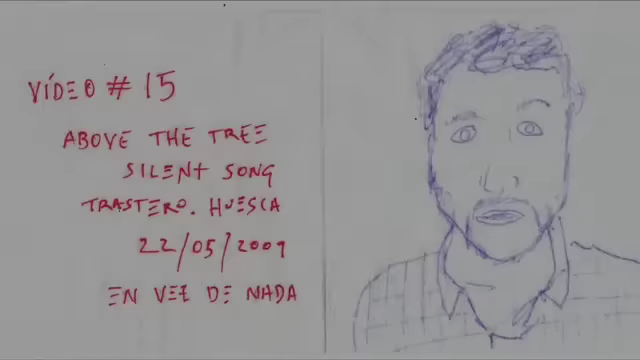 VÍDEO # 15
ABOVE THE TREE
SILENT SONG
TRASTERO. HUESCA
22/05/2009
EN VEZ DE NADA